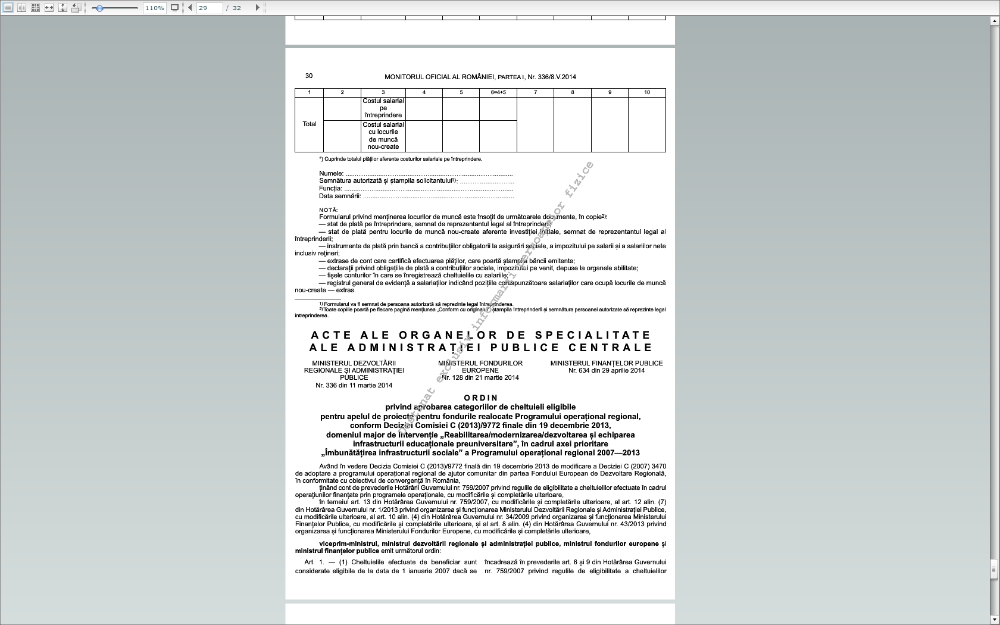 110%
29 / 32
30
MONITORUL OFICIAL AL ROMÂNIEI, PARTEA I, Nr. 336/8.V.2014
1 2 3 4 5 6=4+5 7 8 9 10
Total
Costul salarial
pe
întreprindere
Costul salarial
cu locurile
de muncă
nou-create
*) Cuprinde totalul plăților aferente costurilor salariale pe întreprindere.
Numele: ............................................................................................
Semnătura autorizată și ștampila solicitantului1): ..............................
Funcția: .............................................................................................
Data semnării: ...................................................................................
NOTĂ:
Formularul privind menținerea locurilor de muncă este însoțit de următoarele documente, în copie2):
— stat de plată pe întreprindere, semnat de reprezentantul legal al întreprinderii;
— stat de plată pentru locurile de muncă nou-create aferente investiției inițiale, semnat de reprezentantul legal al
întreprinderii;
— instrumente de plată prin bancă a contribuțiilor obligatorii la asigurări sociale, a impozitului pe salarii și a salariilor nete
inclusiv rețineri;
— extrase de cont care certifică efectuarea plăților, care poartă ștampila băncii emitente;
— declarații privind obligațiile de plată a contribuțiilor sociale, impozitului pe venit, depuse la organele abilitate;
— fișele conturilor în care se înregistrează cheltuielile cu salariile;
— registrul general de evidență a salariaților indicând pozițiile corespunzătoare salariaților care ocupă locurile de muncă
nou-create — extras.
1) Formularul va fi semnat de persoana autorizată să reprezinte legal întreprinderea.
2) Toate copiile poartă pe fiecare pagină mențiunea „Conform cu originalul”, ștampila întreprinderii și semnătura persoanei autorizate să reprezinte legal
întreprinderea.
ACTE ALE ORGANELOR DE SPECIALITATE
ALE ADMINISTRAȚIEI PUBLICE CENTRALE
MINISTERUL DEZVOLTĂRII
REGIONALE ȘI ADMINISTRAȚIEI
PUBLICE
Nr. 336 din 11 martie 2014
MINISTERUL FONDURILOR
EUROPENE
Nr. 128 din 21 martie 2014
MINISTERUL FINANȚELOR PUBLICE
Nr. 634 din 29 aprilie 2014
ORDIN
privind aprobarea categoriilor de cheltuieli eligibile
pentru apelul de proiecte pentru fondurile realocate Programului operațional regional,
conform Deciziei Comisiei C (2013)/9772 finale din 19 decembrie 2013,
domeniul major de intervenție „Reabilitarea/modernizarea/dezvoltarea și echiparea
infrastructurii educaționale preuniversitare”, în cadrul axei prioritare
„Îmbunătățirea infrastructurii sociale” a Programului operațional regional 2007—2013
Având în vedere Decizia Comisiei C (2013)/9772 finală din 19 decembrie 2013 de modificare a Deciziei C (2007) 3470
de adoptare a programului operațional regional de ajutor comunitar din partea Fondului European de Dezvoltare Regională,
în conformitate cu obiectivul de convergență în România,
ținând cont de prevederile Hotărârii Guvernului nr. 759/2007 privind regulile de eligibilitate a cheltuielilor efectuate în cadrul
operațiunilor finanțate prin programele operaționale, cu modificările și completările ulterioare,
în temeiul art. 13 din Hotărârea Guvernului nr. 759/2007, cu modificările și completările ulterioare, al art. 12 alin. (7)
din Hotărârea Guvernului nr. 1/2013 privind organizarea și funcționarea Ministerului Dezvoltării Regionale și Administrației Publice,
cu modificările ulterioare, al art. 10 alin. (4) din Hotărârea Guvernului nr. 34/2009 privind organizarea și funcționarea Ministerului
Finanțelor Publice, cu modificările și completările ulterioare, și al art. 8 alin. (4) din Hotărârea Guvernului nr. 43/2013 privind
organizarea și funcționarea Ministerului Fondurilor Europene, cu modificările și completările ulterioare,
viceprim-ministrul, ministrul dezvoltării regionale și administrației publice, ministrul fondurilor europene și
ministrul finanțelor publice emit următorul ordin:
Art. 1. — (1) Cheltuielile efectuate de beneficiar sunt
considerate eligibile de la data de 1 ianuarie 2007 dacă se
încadrează în prevederile art. 6 și 9 din Hotărârea Guvernului
nr. 759/2007 privind regulile de eligibilitate a cheltuielilor
Destinat exclusiv informarii persoanelor fizice